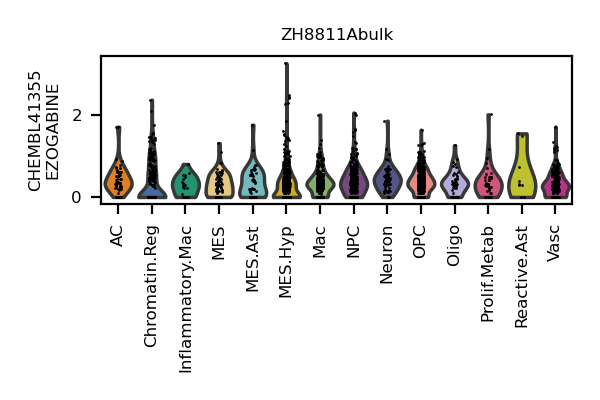 ZH8811Abulk
CHEMBL41355
EZOGABINE
2
0
AC
Chromatin.Reg
Inflammatory.Mac
MES
MES.Ast
MES.Hyp
Mac
NPC
Neuron
OPC
Oligo
Prolif.Metab
Reactive.Ast
Vasc